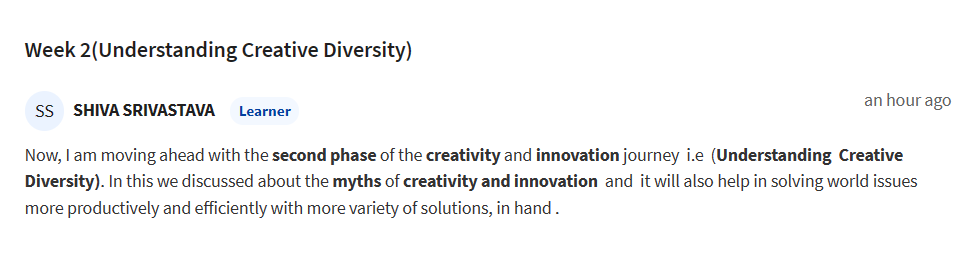 Week 2(Understanding Creative Diversity)
SS SHIVA SRIVASTAVA Learner an hour ago
Now, I am moving ahead with the second phase of the creativity and innovation journey i.e (Understanding Creative
Diversity). In this we discussed about the myths of creativity and innovation and it will also help in solving world issues
more productively and efficiently with more variety of solutions, in hand .